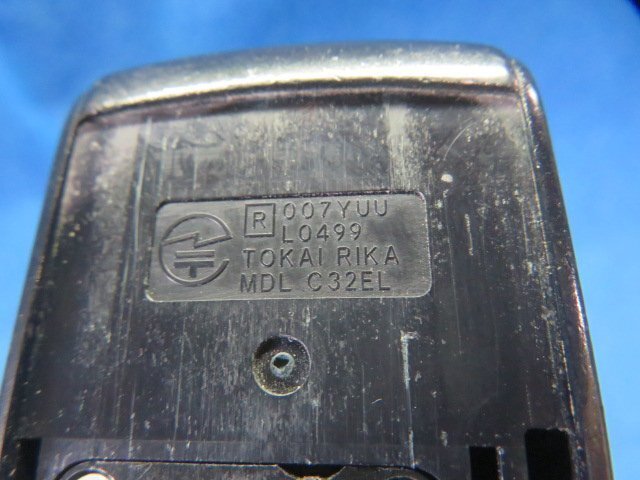 R 007YUU
L0499
TOKAI RIKA
MDL C32EL